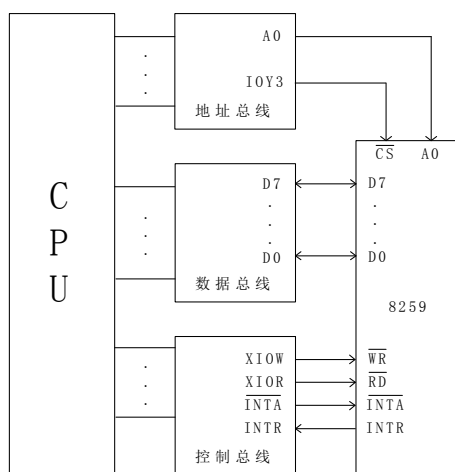 CPU
A0
IOY3
地址总线
D7
D0
数据总线
XIOW
XIOR
INTA
INTR
控制总线
CS A0
D7
D0
8259
WR
RD
INTA
INTR